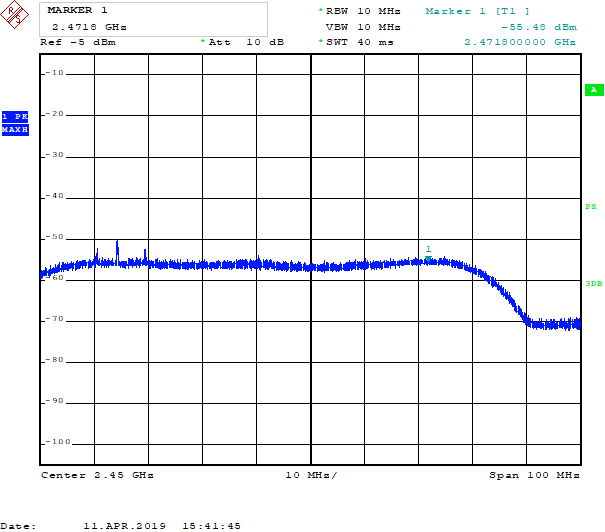 R S
MARKER 1
2.4718 GHz
*RBW 10 MHz Marker 1 [T1 ]
VBW 10 MHz -55.48 dBm
Ref -5 dBm *Att 10 dB *SWT 40 ms 2.471800000 GHz
-10
A
-20
1 PK
MAXH
-30
-40
PS
-50
1
-60
3DB
-70
-80
-90
-100
Center 2.45 GHz 10 MHz/ Span 100 MHz
Date: 11.APR.2019 15:41:45